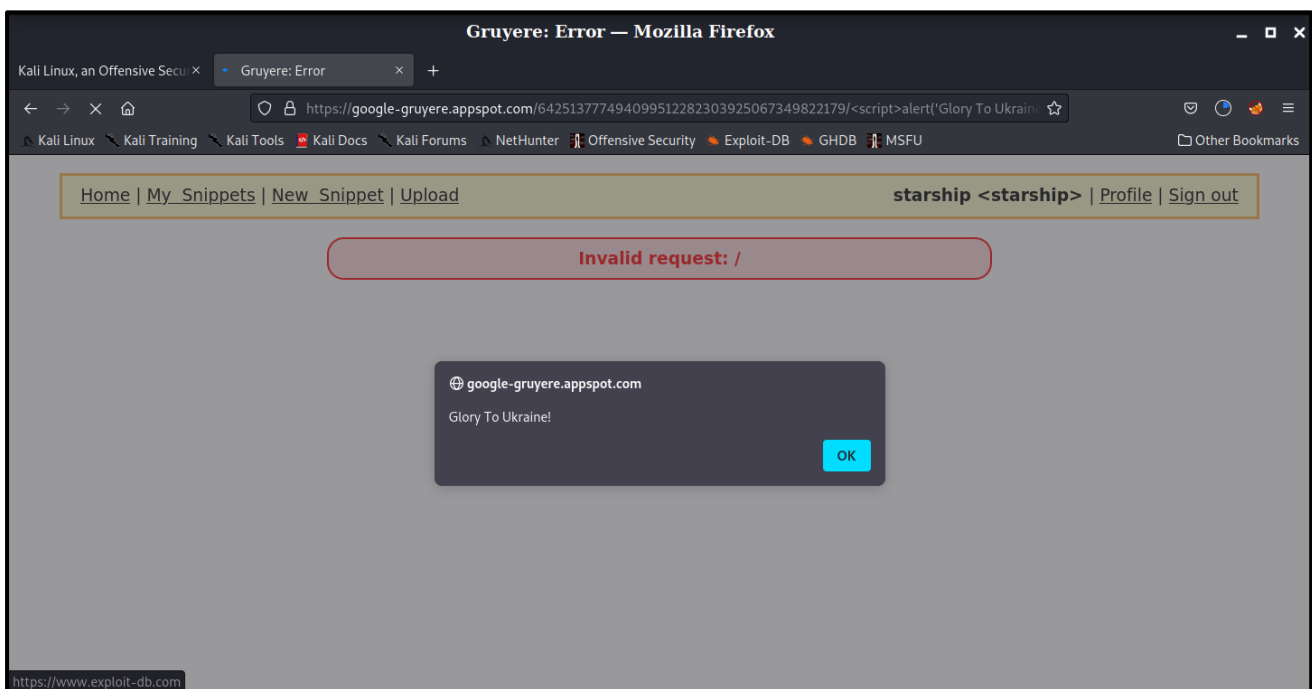 Gruyere: Error — Mozilla Firefox
Kali Linux, an Offensive Secur
Gruyere: Error
https://google-gruyere.appspot.com/642513777494099512282303925067349822179/<script>alert('Glory To Ukraine
Kali Linux Kali Training Kali Tools Kali Docs Kali Forums NetHunter Offensive Security Exploit-DB GHDB MSFU Other Bookmarks
Home | My Snippets | New Snippet | Upload starship <starship> | Profile | Sign out
Invalid request: /
google-gruyere.appspot.com
Glory To Ukraine!
OK
https://www.exploit-db.com